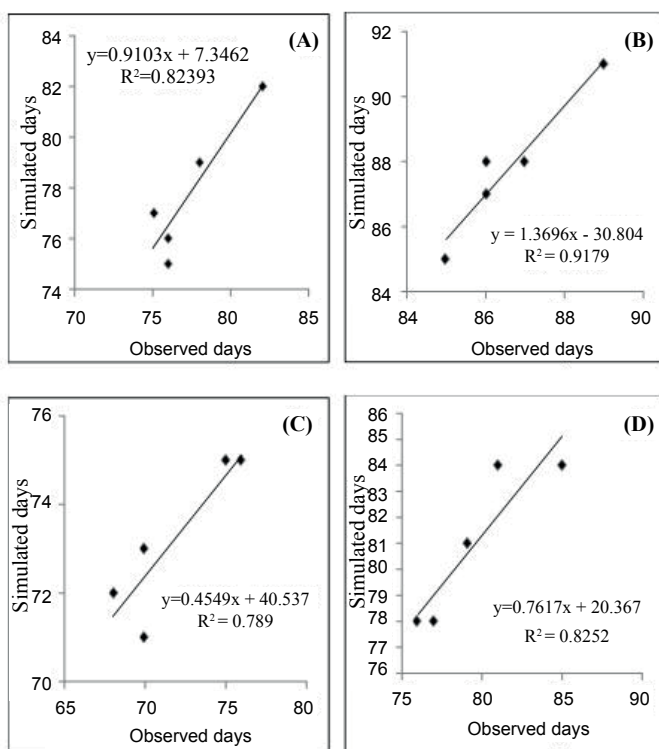 (A)
y=0.9103x + 7.3462
R²=0.82393
Simulated days
84
82
80
78
76
74
70 75 80 85
Observed days
(B)
Simulated days
92
90
88
86
84
y = 1.3696x - 30.804
R² = 0.9179
84 86 88 90
Observed days
(C)
Simulated days
76
74
72
70
y=0.4549x + 40.537
R² = 0.789
65 70 75 80
Observed days
(D)
Simulated days
86
85
84
83
82
81
80
79
78
77
76
y=0.7617x + 20.367
R² = 0.8252
75 80 85 90
Observed days